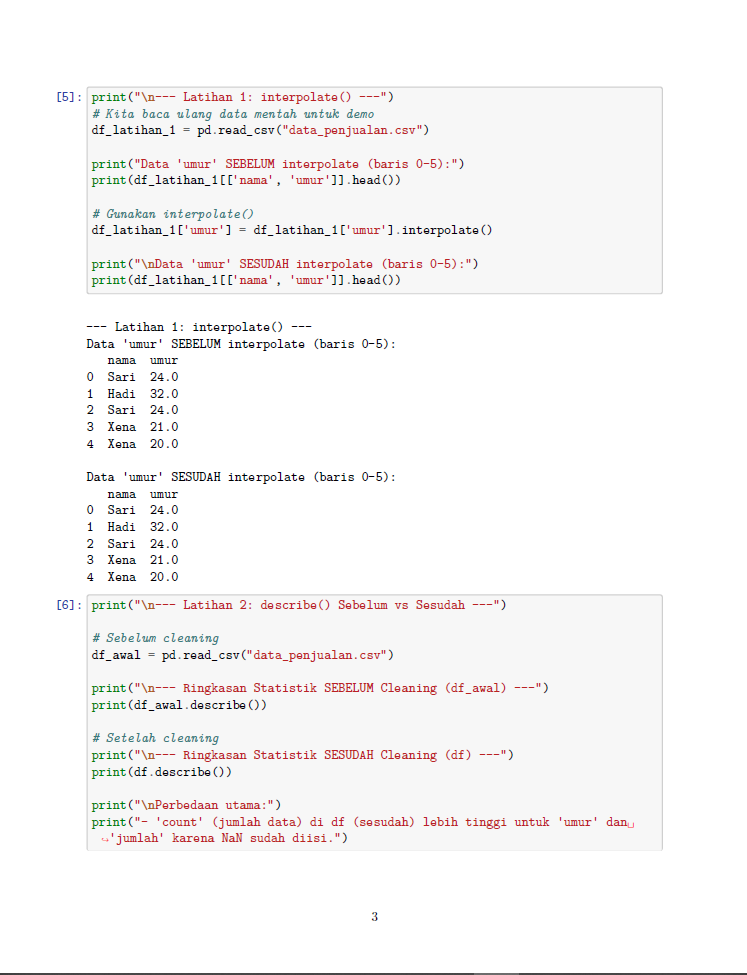 [5]: print("\n--- Latihan 1: interpolate() ---")
# Kita baca ulang data mentah untuk demo
df_latihan_1 = pd.read_csv("data_penjualan.csv")
print("Data 'umur' SEBELUM interpolate (baris 0-5):")
print(df_latihan_1[['nama', 'umur']].head())
# Gunakan interpolate()
df_latihan_1['umur'] = df_latihan_1['umur'].interpolate()
print("\nData 'umur' SESUDAH interpolate (baris 0-5):")
print(df_latihan_1[['nama', 'umur']].head())
--- Latihan 1: interpolate() ---
Data 'umur' SEBELUM interpolate (baris 0-5):
nama umur
0 Sari 24.0
1 Hadi 32.0
2 Sari 24.0
3 Xena 21.0
4 Xena 20.0
Data 'umur' SESUDAH interpolate (baris 0-5):
nama umur
0 Sari 24.0
1 Hadi 32.0
2 Sari 24.0
3 Xena 21.0
4 Xena 20.0
[6]: print("\n--- Latihan 2: describe() Sebelum vs Sesudah ---")
# Sebelum cleaning
df_awal = pd.read_csv("data_penjualan.csv")
print("\n--- Ringkasan Statistik SEBELUM Cleaning (df_awal) ---")
print(df_awal.describe())
# Setelah cleaning
print("\n--- Ringkasan Statistik SESUDAH Cleaning (df) ---")
print(df.describe())
print("\nPerbedaan utama:")
print("- 'count' (jumlah data) di df (sesudah) lebih tinggi untuk 'umur' dan␣
↪'jumlah' karena NaN sudah diisi.")
3